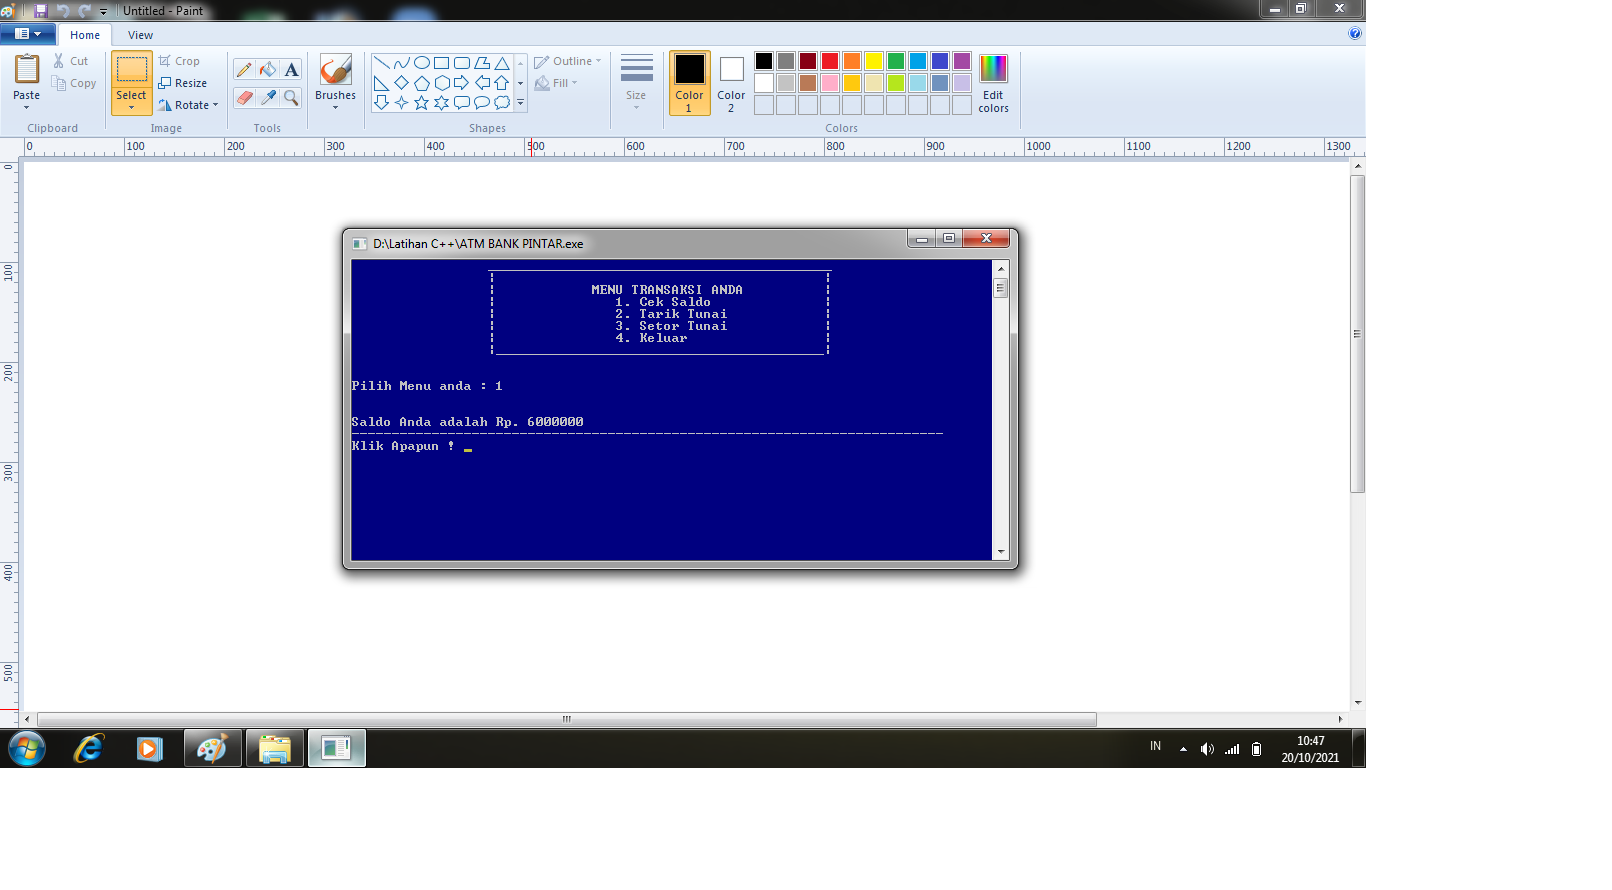 Untitled - Paint
Home View
Paste
Cut
Copy
Clipboard
Select
Crop
Resize
Rotate
Image
A
Tools
Brushes
Outline
Fill
Shapes
Size
Color 1
Color 2
Edit colors
Colors
0 100 200 300 400 500 600 700 800 900 1000 1100 1200 1300
0
100
200
300
400
500
D:\Latihan C++\ATM BANK PINTAR.exe
MENU TRANSAKSI ANDA
1. Cek Saldo
2. Tarik Tunai
3. Setor Tunai
4. Keluar
Pilih Menu anda : 1
Saldo Anda adalah Rp. 6000000
Klik Apapun !
IN
10:47
20/10/2021